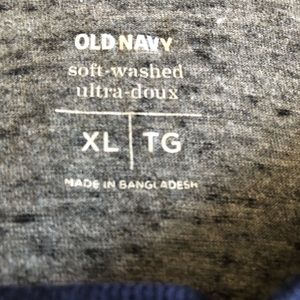 OLD NAVY
soft-washed
ultra-doux
XL TG
MADE IN BANGLADESH